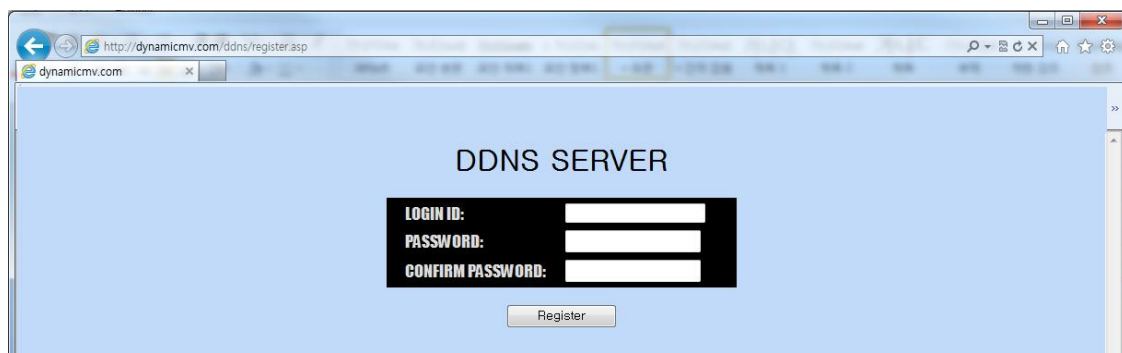 http://dynamicmv.com/ddns/register.asp
dynamicmv.com
DDNS SERVER
LOGIN ID:
PASSWORD:
CONFIRM PASSWORD:
Register